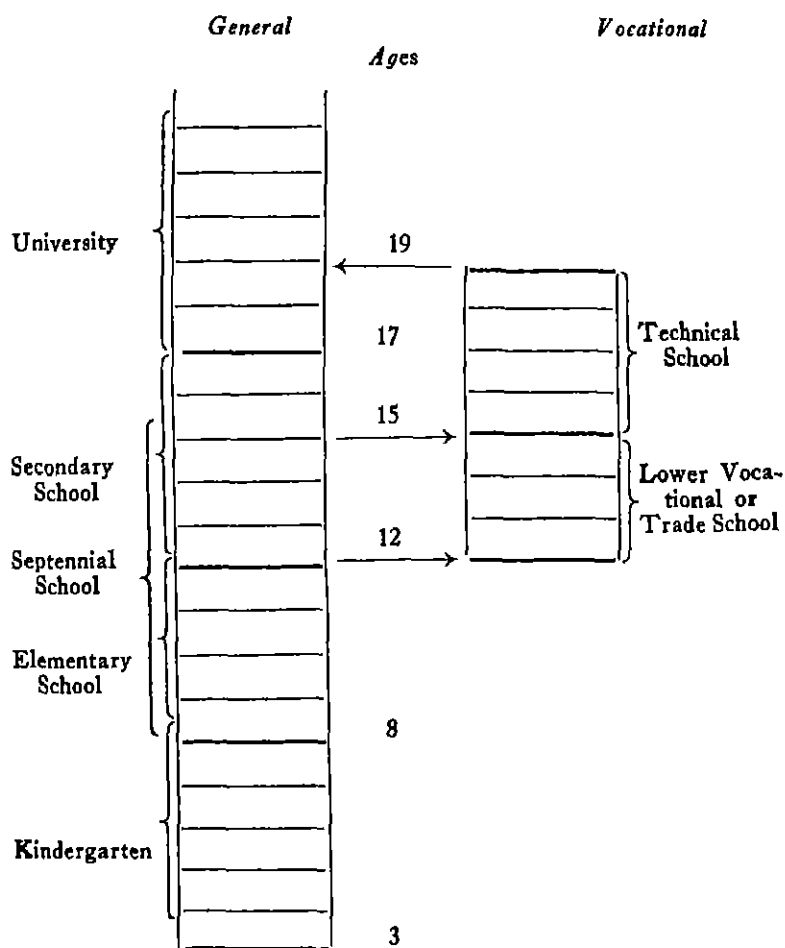 General
Vocational
Ages
University
19
17
Technical
School
15
Secondary
School
Lower Voca-
tional or
Trade School
12
Septennial
School
Elementary
School
8
Kindergarten
3